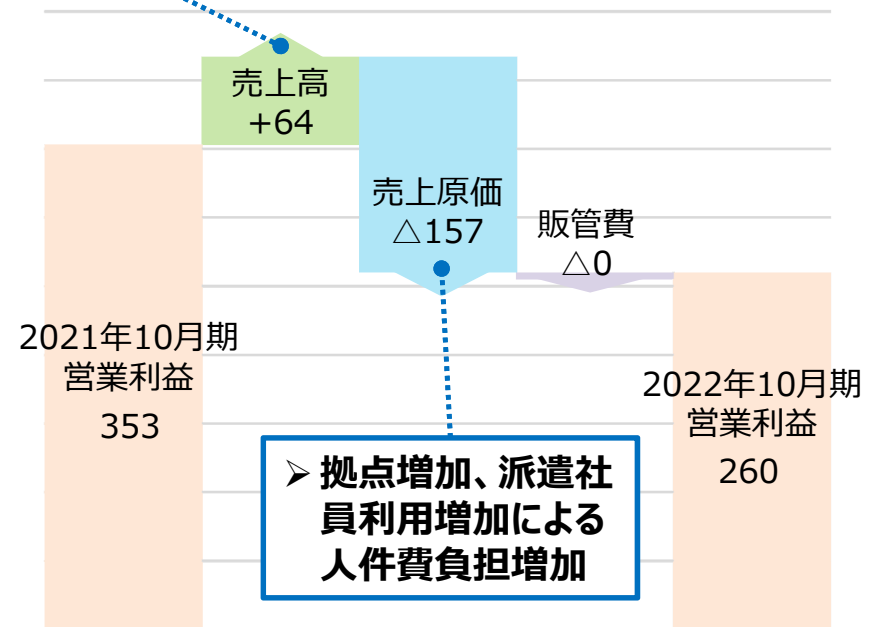 売上高
+64
売上原価
△157
販管費
△0
2021年10月期
営業利益
353
2022年10月期
営業利益
260
➢ 拠点増加、派遣社
員利用増加による
人件費負担増加